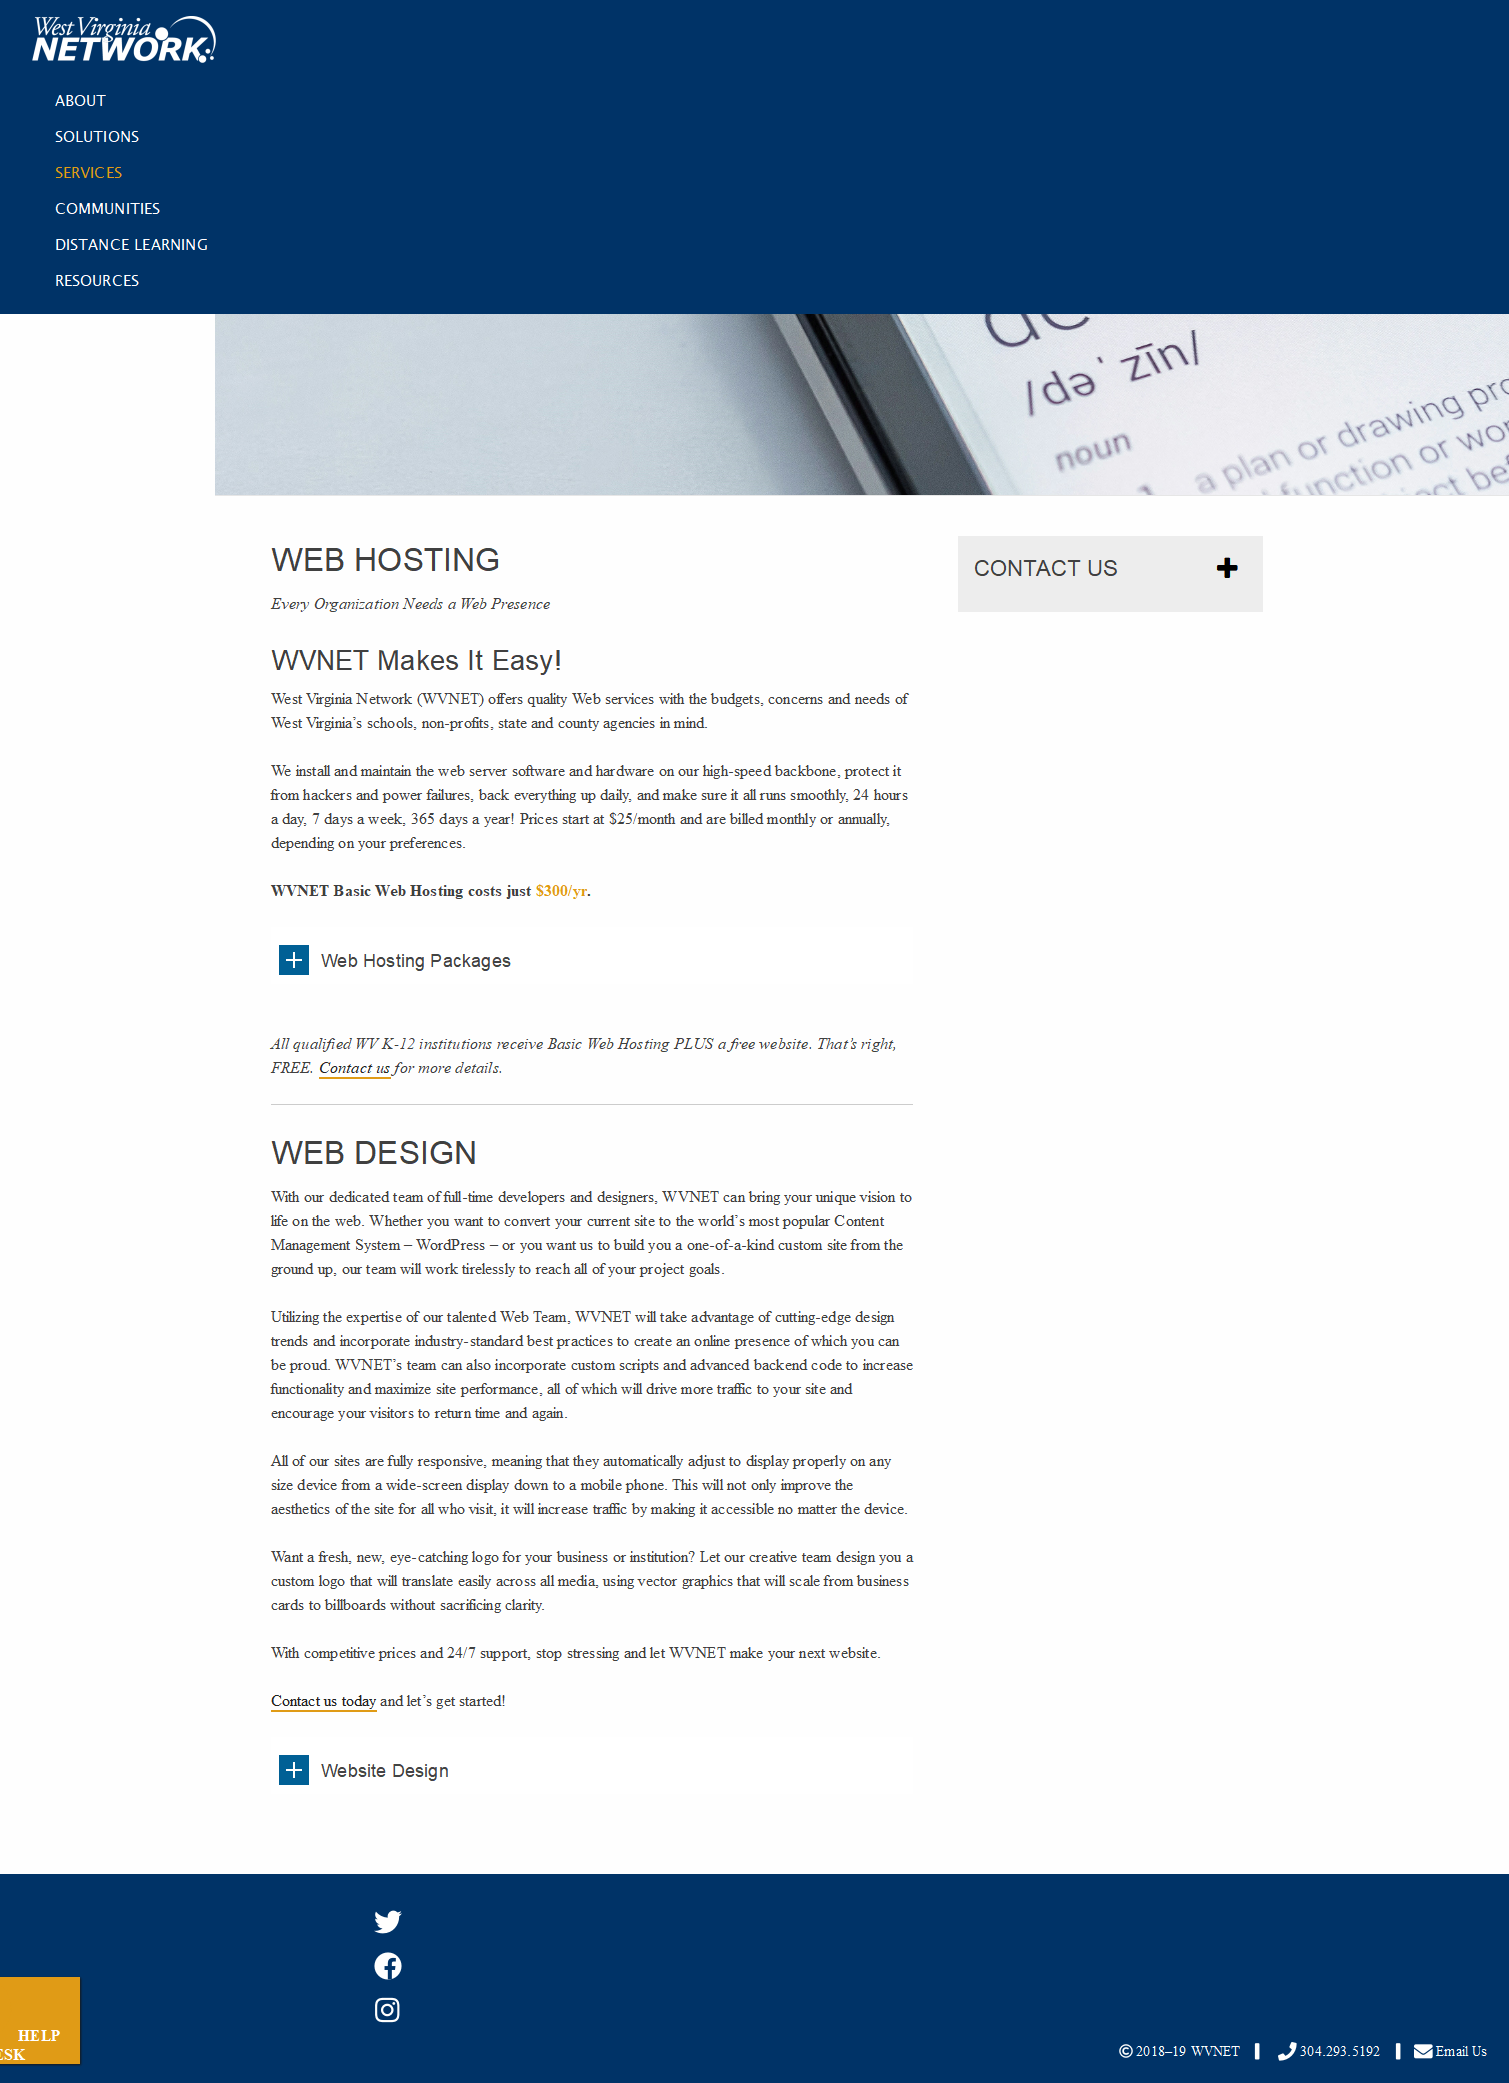 West Virginia
NETWORK
ABOUT
SOLUTIONS
SERVICES
COMMUNITIES
DISTANCE LEARNING
RESOURCES
/dəˈzīn/
noun
a plan or drawing pro
function or wor
WEB HOSTING
Every Organization Needs a Web Presence
WVNET Makes It Easy!
West Virginia Network (WVNET) offers quality Web services with the budgets, concerns and needs of
West Virginia’s schools, non-profits, state and county agencies in mind.
We install and maintain the web server software and hardware on our high-speed backbone, protect it
from hackers and power failures, back everything up daily, and make sure it all runs smoothly, 24 hours
a day, 7 days a week, 365 days a year! Prices start at $25/month and are billed monthly or annually,
depending on your preferences.
WVNET Basic Web Hosting costs just $300/yr.
Web Hosting Packages
All qualified WV K-12 institutions receive Basic Web Hosting PLUS a free website. That’s right,
FREE. Contact us for more details.
WEB DESIGN
With our dedicated team of full-time developers and designers, WVNET can bring your unique vision to
life on the web. Whether you want to convert your current site to the world’s most popular Content
Management System – WordPress – or you want us to build you a one-of-a-kind custom site from the
ground up, our team will work tirelessly to reach all of your project goals.
Utilizing the expertise of our talented Web Team, WVNET will take advantage of cutting-edge design
trends and incorporate industry-standard best practices to create an online presence of which you can
be proud. WVNET’s team can also incorporate custom scripts and advanced backend code to increase
functionality and maximize site performance, all of which will drive more traffic to your site and
encourage your visitors to return time and again.
All of our sites are fully responsive, meaning that they automatically adjust to display properly on any
size device from a wide-screen display down to a mobile phone. This will not only improve the
aesthetics of the site for all who visit, it will increase traffic by making it accessible no matter the device.
Want a fresh, new, eye-catching logo for your business or institution? Let our creative team design you a
custom logo that will translate easily across all media, using vector graphics that will scale from business
cards to billboards without sacrificing clarity.
With competitive prices and 24/7 support, stop stressing and let WVNET make your next website.
Contact us today and let’s get started!
Website Design
CONTACT US
HELP
ESK
© 2018–19 WVNET
304.293.5192
Email Us